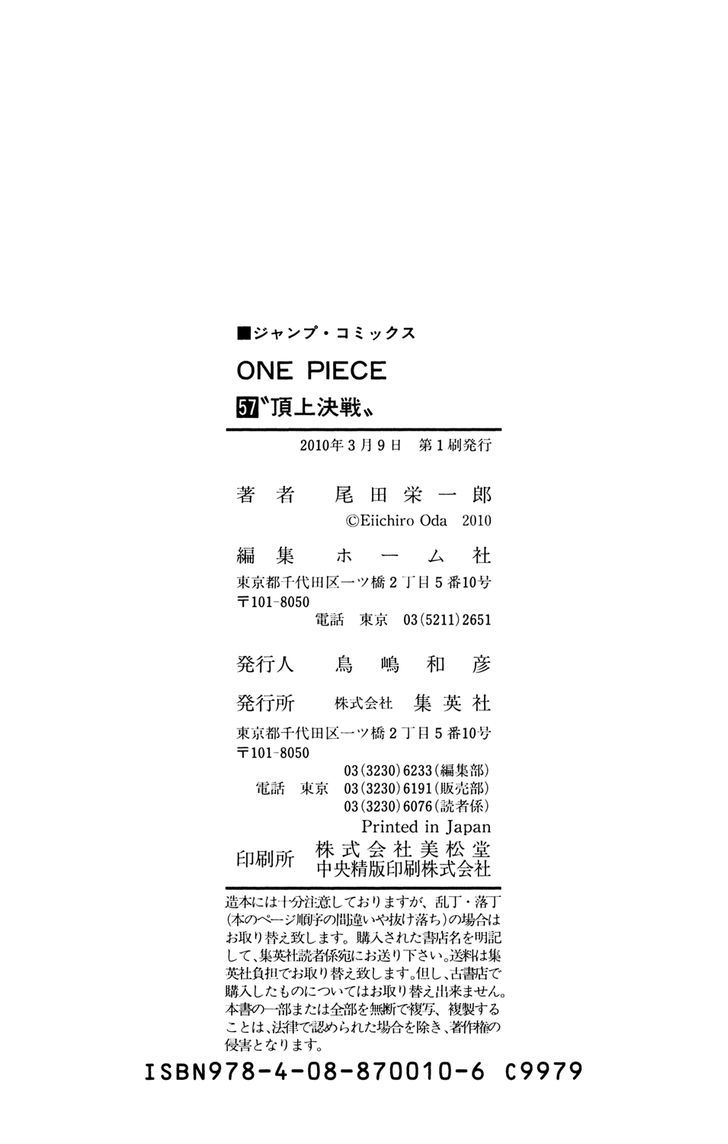 ■ジャンプ・コミックス
ONE PIECE
57〝頂上決戦〟
2010年3月9日　第1刷発行
著者　尾田栄一郎
©Eiichiro Oda　2010
編集　ホーム社
東京都千代田区一ツ橋2丁目5番10号
〒101-8050
電話　東京　03(5211)2651
発行人　鳥嶋和彦
発行所　株式会社　集英社
東京都千代田区一ツ橋2丁目5番10号
〒101-8050
03(3230)6233(編集部)
電話　東京　03(3230)6191(販売部)
03(3230)6076(読者係)
Printed in Japan
印刷所　株式会社美松堂
中央精版印刷株式会社
造本には十分注意しておりますが、乱丁・落丁
(本のページ順序の間違いや抜け落ち)の場合は
お取り替え致します。購入された書店名を明記
して、集英社読者係宛にお送り下さい。送料は集
英社負担でお取り替え致します。但し、古書店で
購入したものについてはお取り替え出来ません。
本書の一部または全部を無断で複写、複製する
ことは、法律で認められた場合を除き、著作権の
侵害となります。
ISBN978-4-08-870010-6 C9979